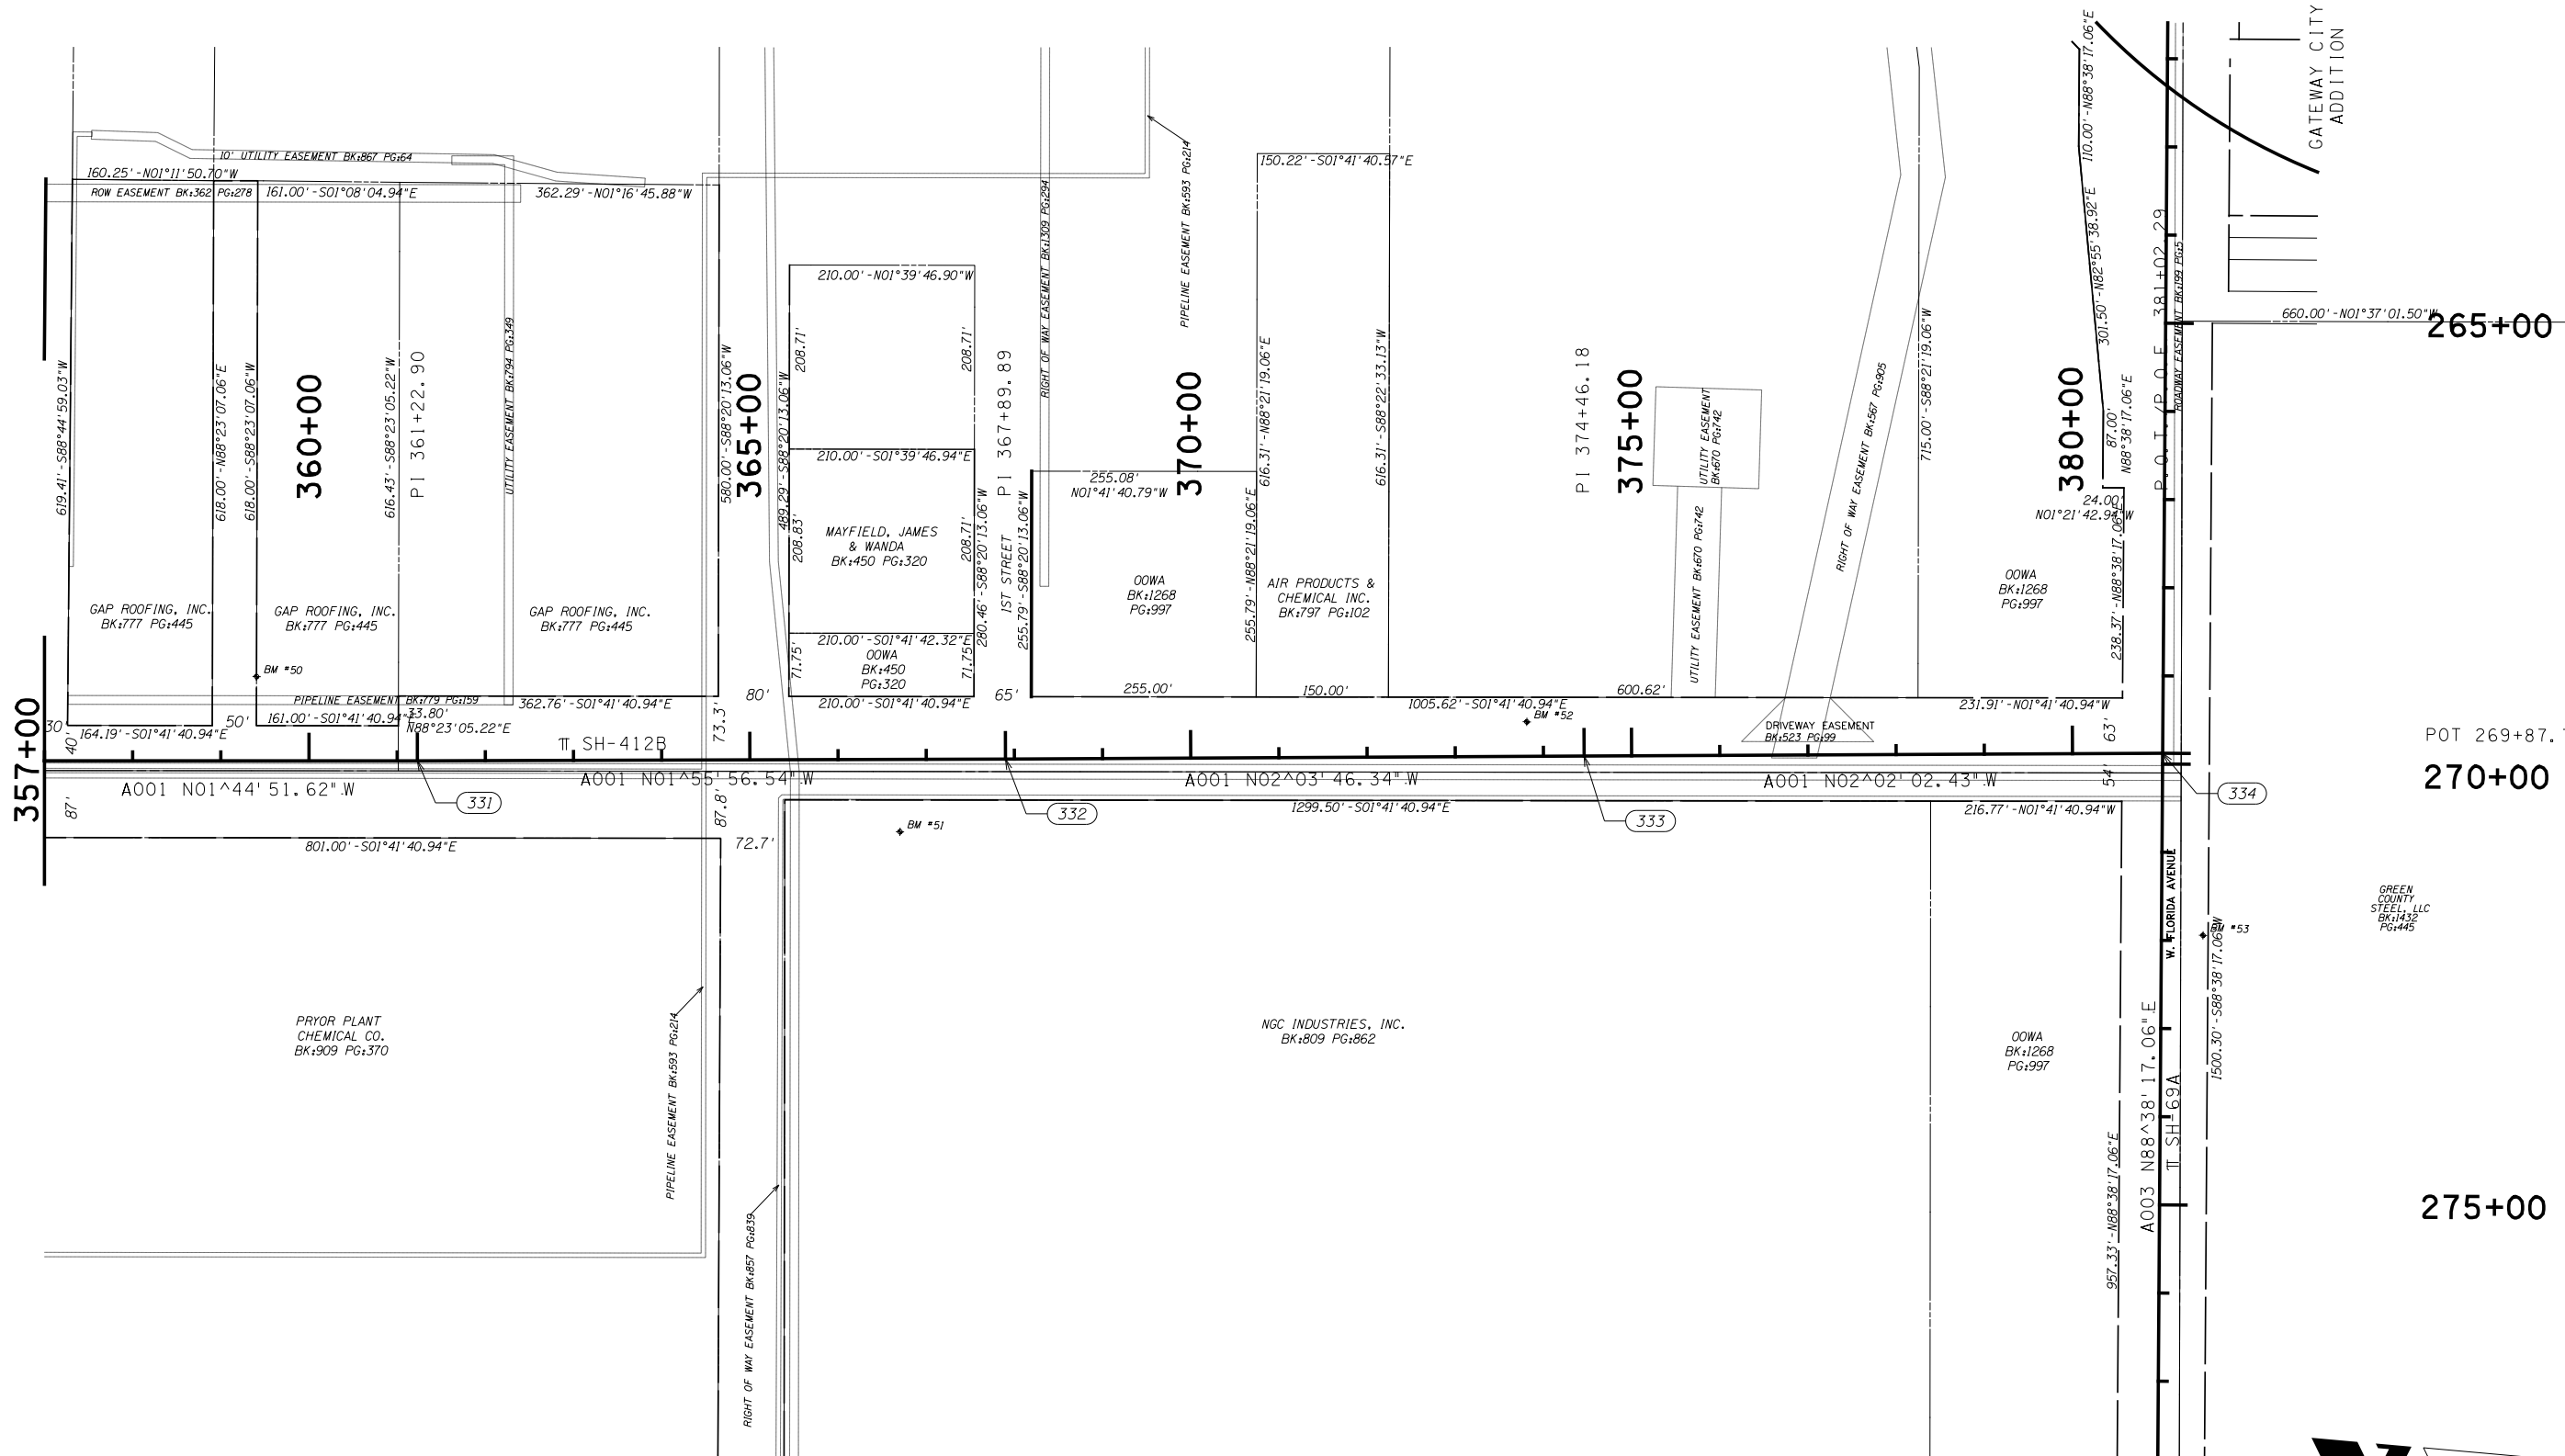 GATEWAY CITY
ADDITION
110.00'-N88°38'17.06"E
10' UTILITY EASEMENT BK:867 PG:64
160.25'-N01°11'50.70"W
ROW EASEMENT BK:362 PG:278
161.00'-S01°08'04.94"E
362.29'-N01°16'45.88"W
150.22'-S01°41'40.57"E
PIPELINE EASEMENT BK:593 PG:214
RIGHT OF WAY EASEMENT BK:1309 PG:294
301.50'-N82°55'38.92"E
P.O.T./P.O.E. 381+02.29
ROADWAY EASEMENT BK:199 PG:5
660.00'-N01°37'01.50"W
265+00
210.00'-N01°39'46.90"W
208.71'
208.71'
619.41'-S88°44'59.03"W
618.00'-N88°23'07.06"E
618.00'-S88°23'07.06"W
360+00
616.43'-S88°23'05.22"W
PI 361+22.90
UTILITY EASEMENT BK:794 PG:349
580.00'-S88°20'13.06"W
365+00
489.29'-S88°20'13.06"W
PI 367+89.89
370+00
616.31'-N88°21'19.06"E
616.31'-S88°22'33.13"W
PI 374+46.18
375+00
UTILITY EASEMENT
BK:670 PG:742
RIGHT OF WAY EASEMENT BK:567 PG:905
715.00'-S88°21'19.06"W
380+00
87.00'
N88°38'17.06"E
24.00'
N01°21'42.94"W
210.00'-S01°39'46.94"E
255.08'
N01°41'40.79"W
208.83'
MAYFIELD, JAMES
& WANDA
BK:450 PG:320
208.71'
280.46'-S88°20'13.06"W
1ST STREET
255.79'-S88°20'13.06"W
255.79'-N88°21'19.06"E
OOWA
BK:1268
PG:997
AIR PRODUCTS &
CHEMICAL INC.
BK:797 PG:102
UTILITY EASEMENT BK:670 PG:742
OOWA
BK:1268
PG:997
238.37'-N88°38'17.06"E
GAP ROOFING, INC.
BK:777 PG:445
GAP ROOFING, INC.
BK:777 PG:445
GAP ROOFING, INC.
BK:777 PG:445
210.00'-S01°41'42.32"E
71.75'
OOWA
BK:450
PG:320
71.75'
BM #50
PIPELINE EASEMENT BK:779 PG:159
362.76'-S01°41'40.94"E
80'
210.00'-S01°41'40.94"E
65'
255.00'
150.00'
600.62'
1005.62'-S01°41'40.94"E
231.91'-N01°41'40.94"W
30'
40'
164.19'-S01°41'40.94"E
50'
161.00'-S01°41'40.94"E
33.80'
N88°23'05.22"E
73.3'
BM #52
DRIVEWAY EASEMENT
BK:523 PG:99
63'
357+00
SH-412B
POT 269+87.
270+00
A001 N01^44'51.62" W
A001 N01^55'56.54" W
A001 N02^03'46.34" W
A001 N02^02'02.43" W
54'
87'
331
87.8'
332
333
334
1299.50'-S01°41'40.94"E
216.77'-N01°41'40.94"W
801.00'-S01°41'40.94"E
72.7'
BM #51
W. FLORIDA AVENUE
BM #53
1500.30'-S88°38'17.06"W
GREEN
COUNTY
STEEL, LLC
BK:1432
PG:445
PRYOR PLANT
CHEMICAL CO.
BK:909 PG:370
PIPELINE EASEMENT BK:593 PG:214
NGC INDUSTRIES, INC.
BK:809 PG:862
OOWA
BK:1268
PG:997
A003 N88^38'17.06" E
SH-69A
957.33'-N88°38'17.06"E
275+00
RIGHT OF WAY EASEMENT BK:857 PG:839